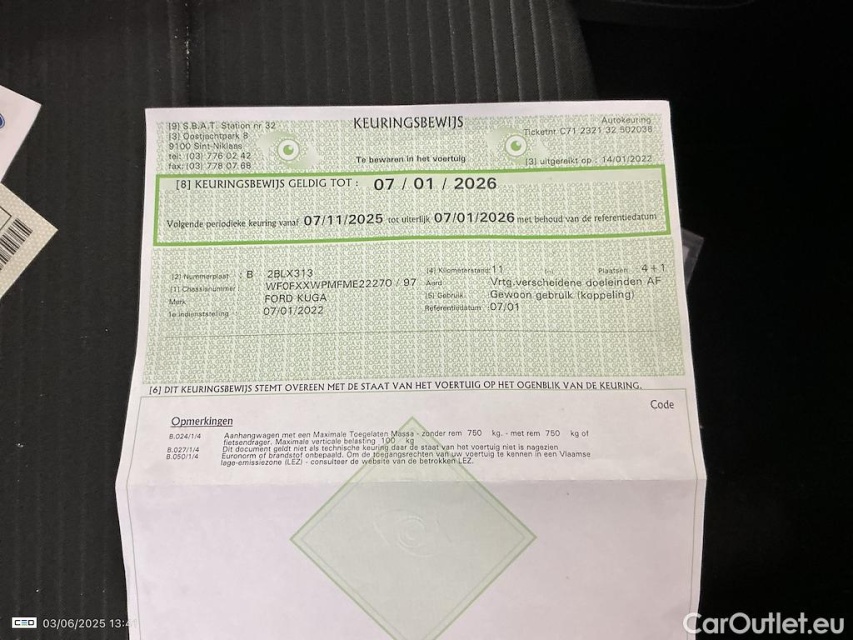 (9) S.B.A.T. Station nr 32
(3) Oostjachtpark 8
9100 Sint-Niklaas
tel: (03) 776 02 42
fax: (03) 778 07 68
KEURINGSBEWIJS
Te bewaren in het voertuig
Autokeuring
Ticketnr C71 2321 32 502038
(3) uitgereikt op : 14/01/2022
[8] KEURINGSBEWIJS GELDIG TOT : 07 / 01 / 2026
Volgende periodieke keuring vanaf 07/11/2025 tot uiterlijk 07/01/2026 met behoud van de referentiedatum
(2) Nummerplaat : B 2BLX313
(1) Chassisnummer : WF0FXXWPMFME22270 / 97
Merk FORD KUGA
1e indienststelling 07/01/2022
(4) Kilometerstand: 11 Plaatsen : 4 + 1
Aard Vrtg.verscheidene doeleinden AF
(5) Gebruik : Gewoon gebruik (koppeling)
Referentiedatum : 07/01
[6] DIT KEURINGSBEWIJS STEMT OVEREEN MET DE STAAT VAN HET VOERTUIG OP HET OGENBLIK VAN DE KEURING.
Code
Opmerkingen
B.024/1/4 Aanhangwagen met een Maximale Toegelaten Massa - zonder rem 750 kg. - met rem 750 kg of
fietsendrager. Maximale verticale belasting 100 kg
B.027/1/4 Dit document geldt niet als technische keuring daar de staat van het voertuig niet is nagezien
B.050/1/4 Euronorm of brandstof onbepaald. Om de toegangsrechten van uw voertuig te kennen in een Vlaamse
lage-emissiezone (LEZ) - consulteer de website van de betrokken LEZ.
03/06/2025 13:4
CarOutlet.eu